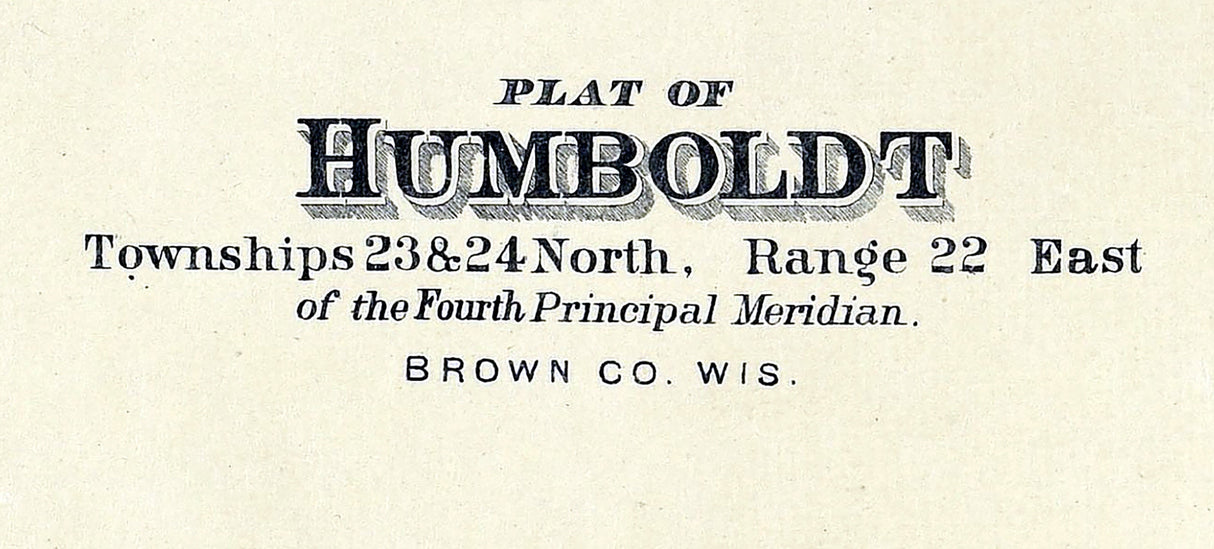 PLAT OF
HUMBOLDT
Townships 23 & 24 North, Range 22 East
of the Fourth Principal Meridian.
BROWN CO. WIS.